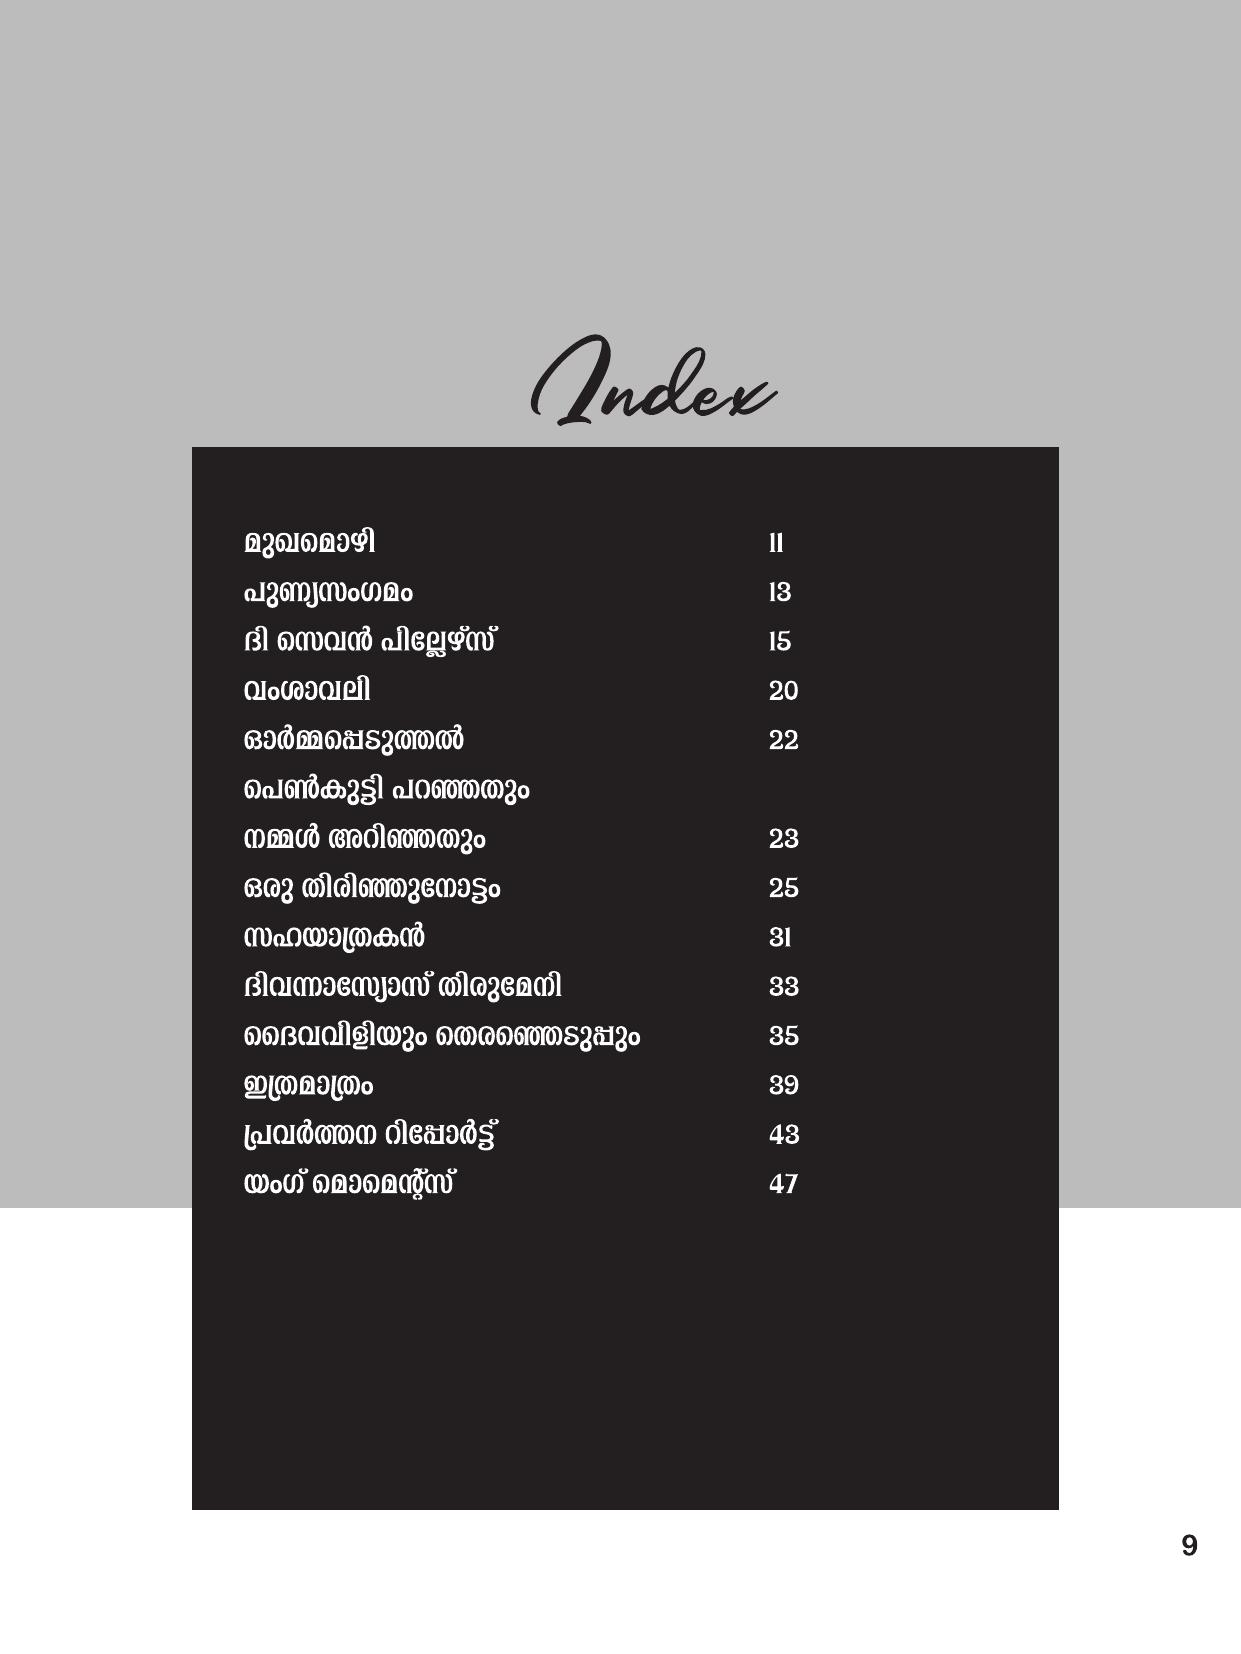 Index
മുഖമൊഴി 11
പുണ്യസംഗമം 13
ദി സെവൻ പില്ലേഴ്സ് 15
വംശാവലി 20
ഓർമ്മപ്പെടുത്തൽ 22
പെൺകുട്ടി പറഞ്ഞതും
നമ്മൾ അറിഞ്ഞതും 23
ഒരു തിരിഞ്ഞുനോട്ടം 25
സഹയാത്രകൻ 31
ദിവന്നാസ്യോസ് തിരുമേനി 33
ദൈവവിളിയും തെരഞ്ഞെടുപ്പും 35
ഇത്രമാത്രം 39
പ്രവർത്തന റിപ്പോർട്ട് 43
യംഗ് മൊമെന്റ്സ് 47
9